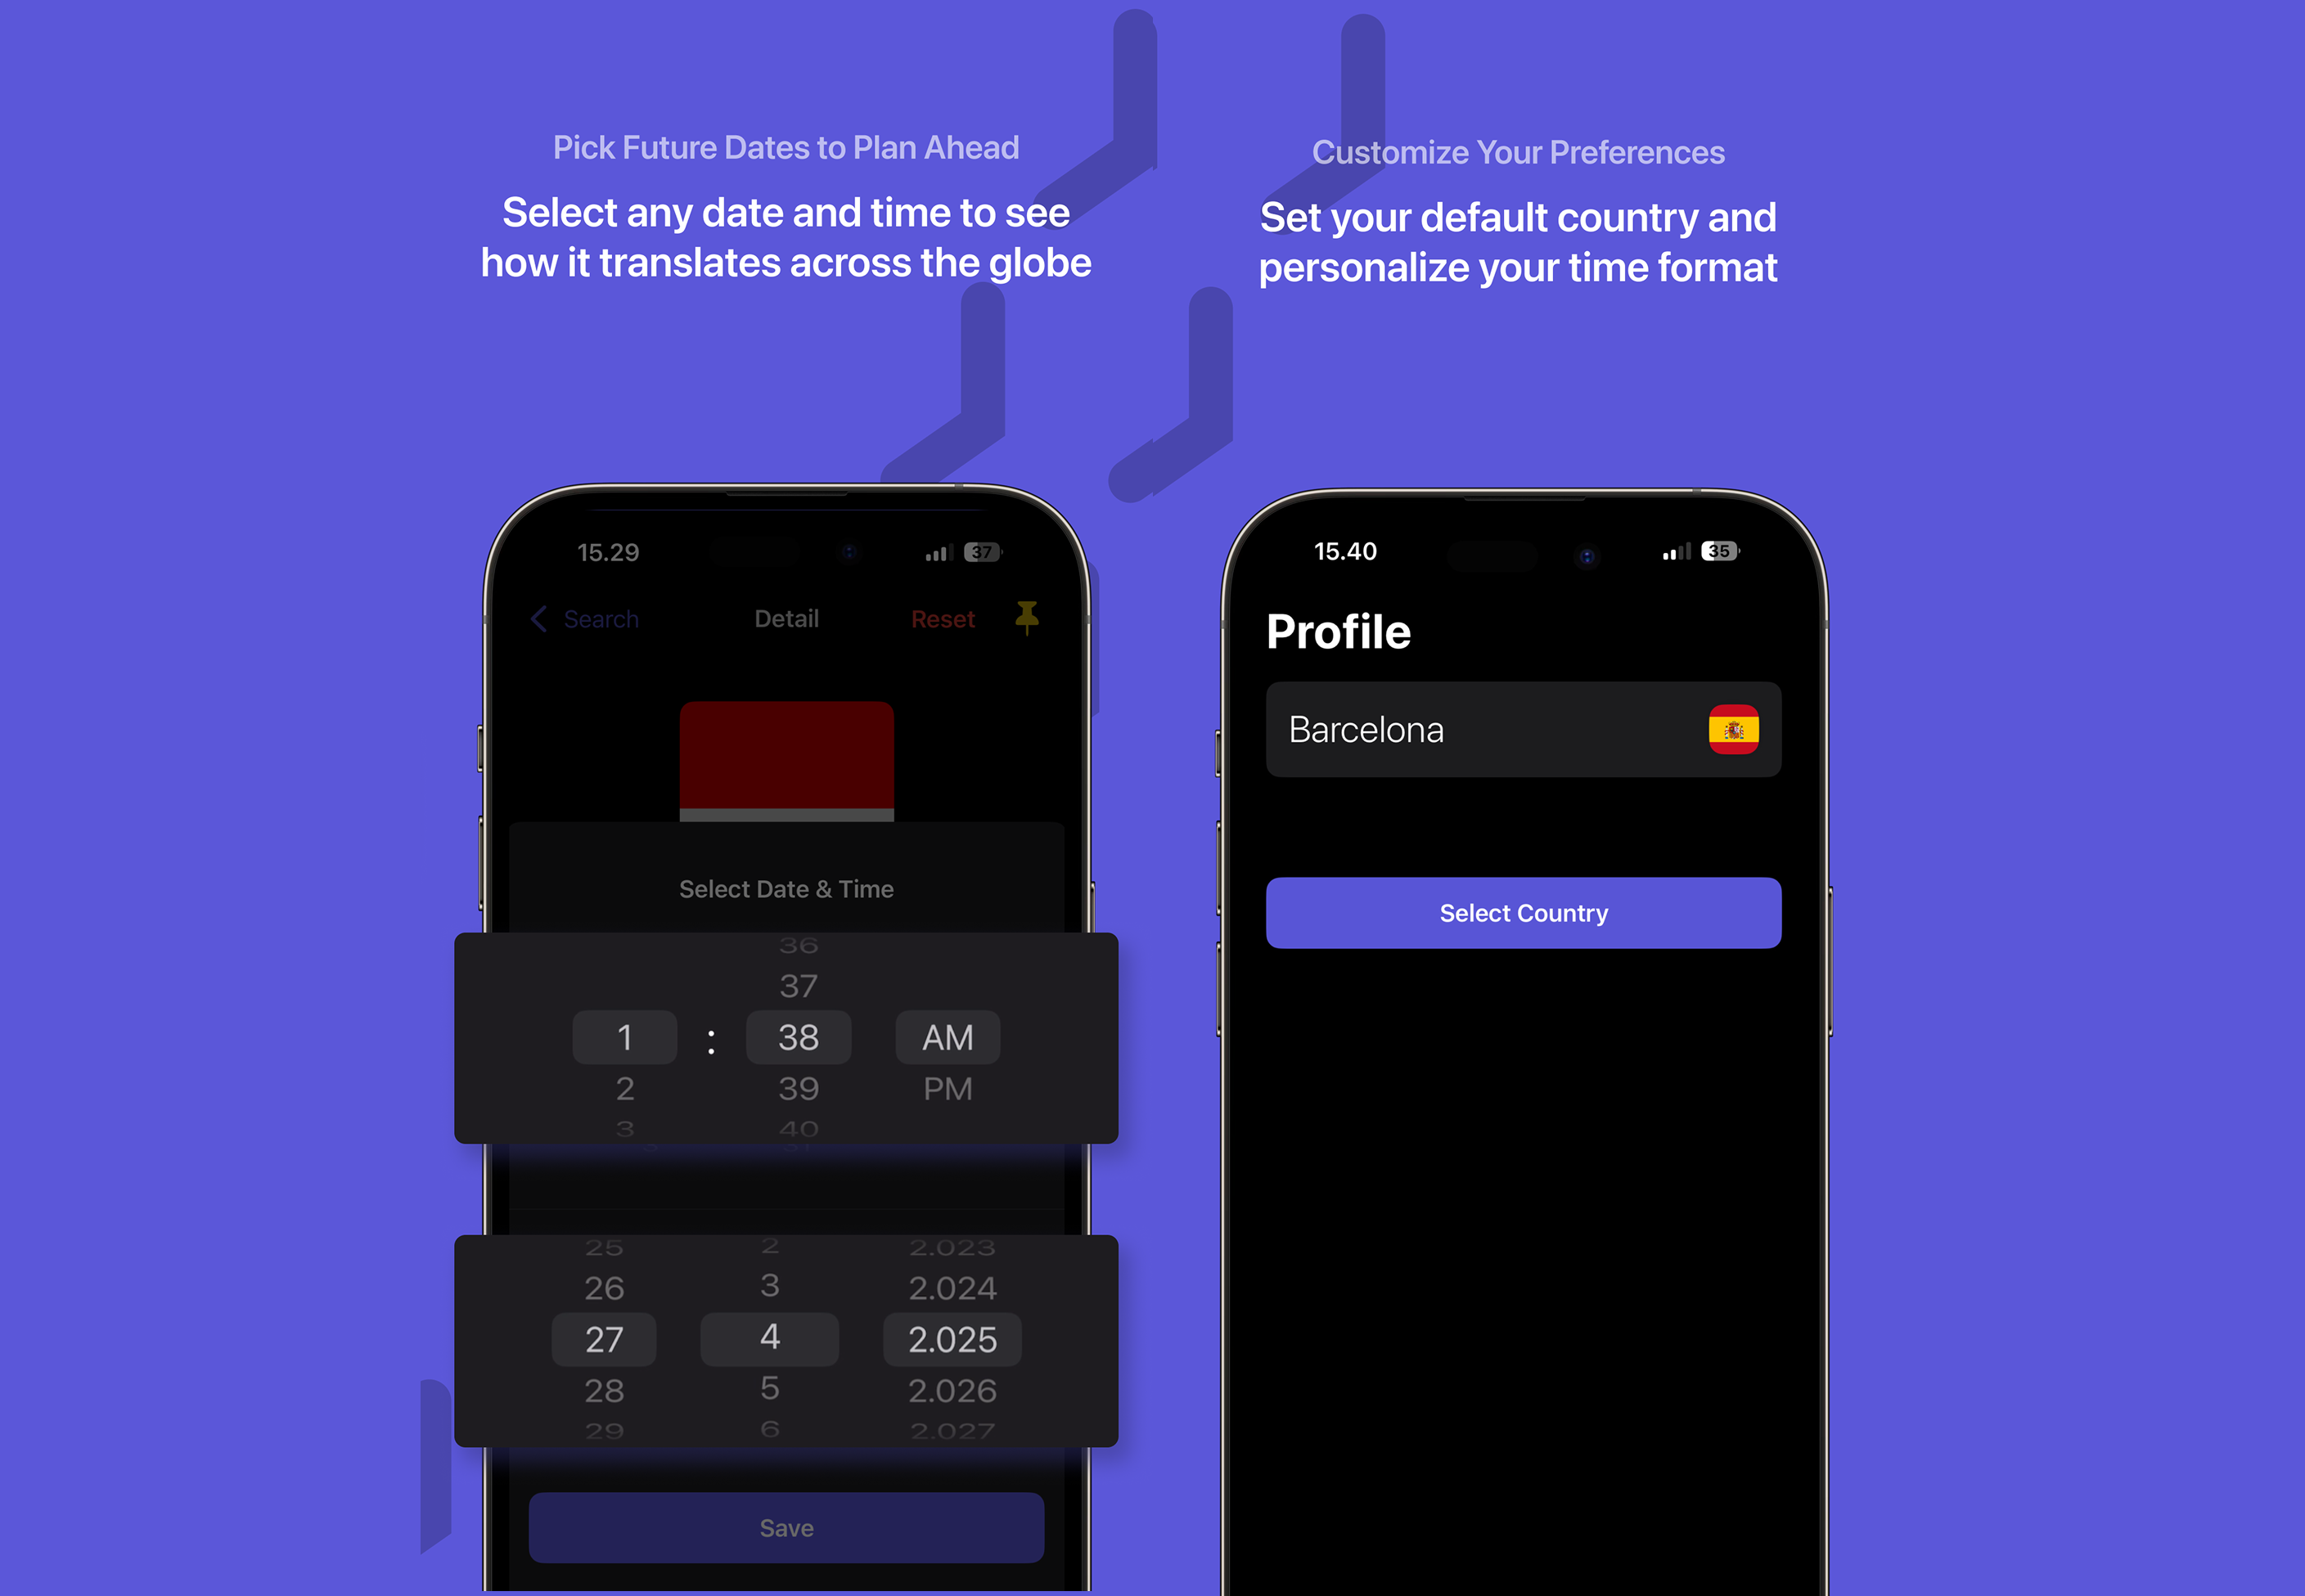 Pick Future Dates to Plan Ahead
Select any date and time to see
how it translates across the globe
15.29
37
Search
Detail
Reset
Select Date & Time
36
37
1 : 38 AM
2 39 PM
3 40
25 2 2.023
26 3 2.024
27 4 2.025
28 5 2.026
29 6 2.027
Save
Customize Your Preferences
Set your default country and
personalize your time format
15.40
35
Profile
Barcelona
Select Country